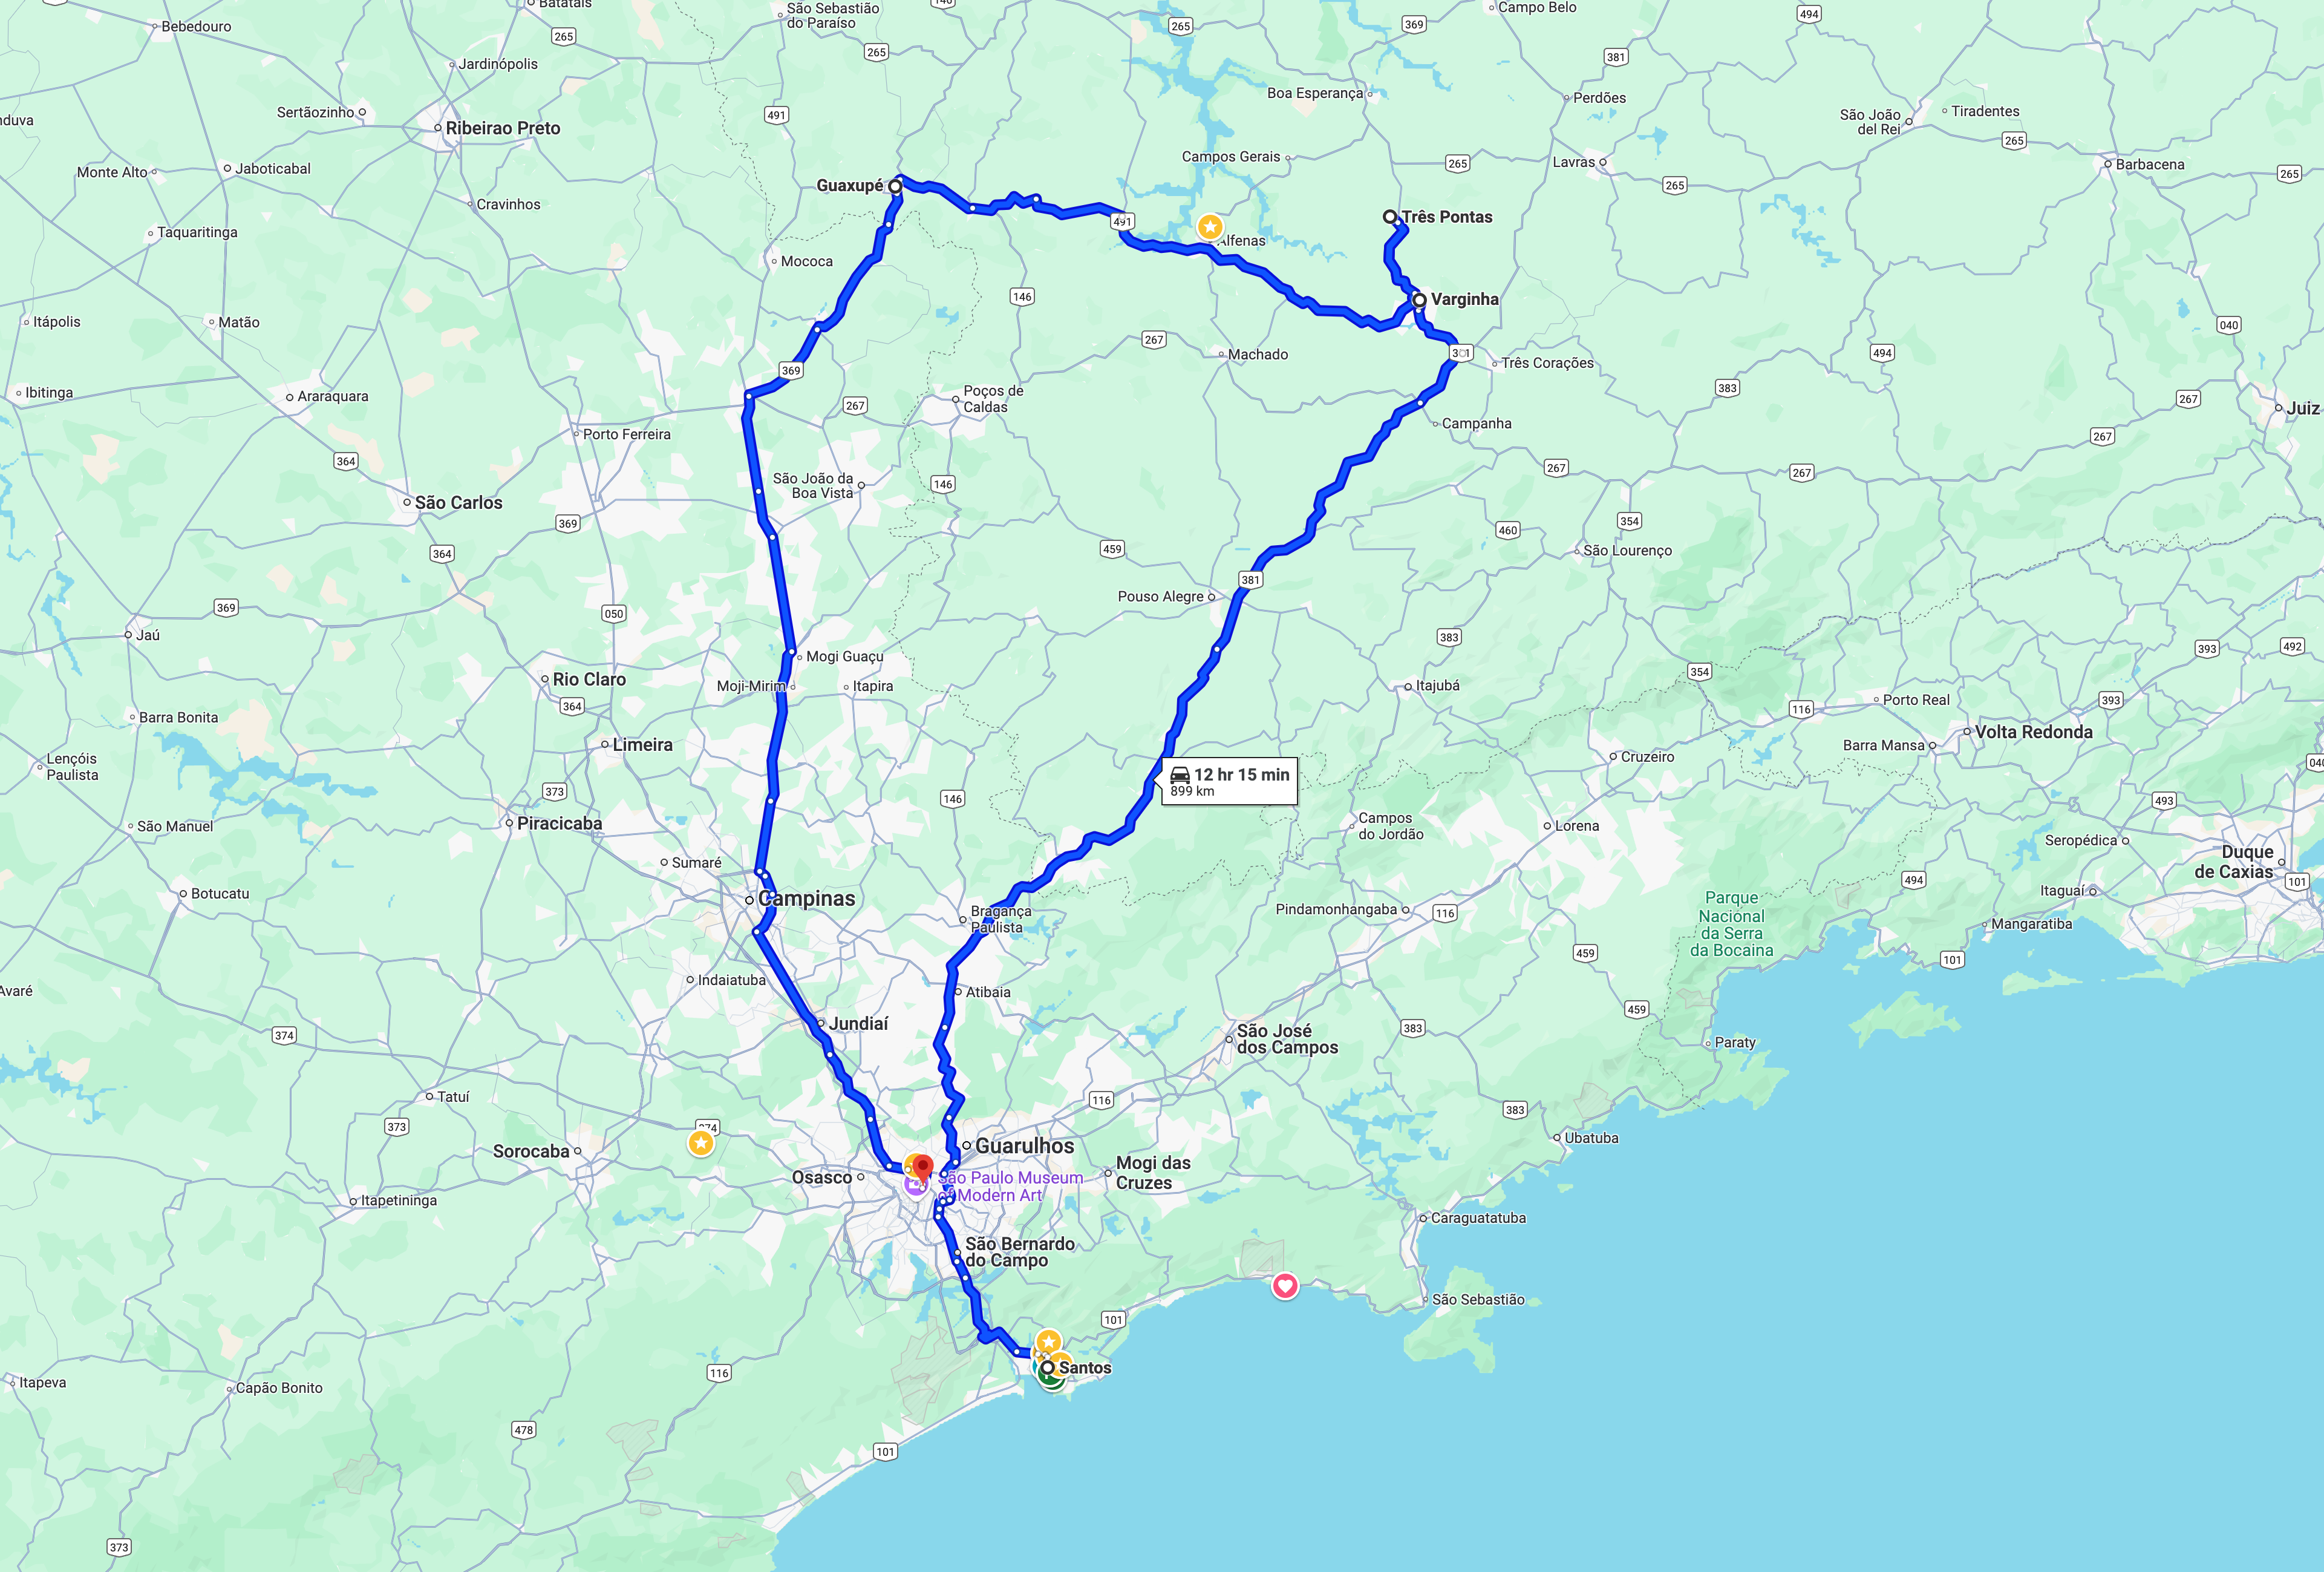 Batatais
Bebedouro
265
São Sebastião
do Paraíso
265
140
265
369
Campo Belo
494
494
381
Jardinópolis
Sertãozinho
Ribeirao Preto
491
Boa Esperança
Perdões
São João
del Rei
Tiradentes
265
nduva
Monte Alto
Jaboticabal
Cravinhos
Guaxupé
Campos Gerais
265
Lavras
265
Barbacena
265
Taquaritinga
Mococa
491
Alfenas
Três Pontas
Varginha
Itápolis
Matão
146
267
Machado
381
Três Corações
494
040
Ibitinga
Araraquara
369
267
Poços de
Caldas
Campanha
383
267
Juiz
Porto Ferreira
364
São Carlos
369
São João da
Boa Vista
146
267
267
267
460
354
São Lourenço
364
459
381
Pouso Alegre
369
050
Jaú
Mogi Guaçu
Moji-Mirim
Itapira
383
393
492
Rio Claro
364
Itajubá
354
116
Porto Real
393
Barra Bonita
Limeira
Volta Redonda
Barra Mansa
Cruzeiro
040
Lençóis
Paulista
373
146
12 hr 15 min
899 km
493
São Manuel
Piracicaba
Campos
do Jordão
Lorena
Seropédica
Duque
de Caxias
Sumaré
Botucatu
Campinas
Bragança
Paulista
Pindamonhangaba
116
Parque
Nacional
da Serra
da Bocaina
494
Itaguaí
101
Mangaratiba
459
101
Avaré
Indaiatuba
Atibaia
459
Jundiaí
374
São José
dos Campos
383
Paraty
Tatuí
373
374
116
383
Ubatuba
Sorocaba
Guarulhos
Osasco
São Paulo Museum
of Modern Art
Mogi das
Cruzes
Itapetininga
Caraguatatuba
São Bernardo
do Campo
São Sebastião
101
Santos
Itapeva
Capão Bonito
116
478
101
373